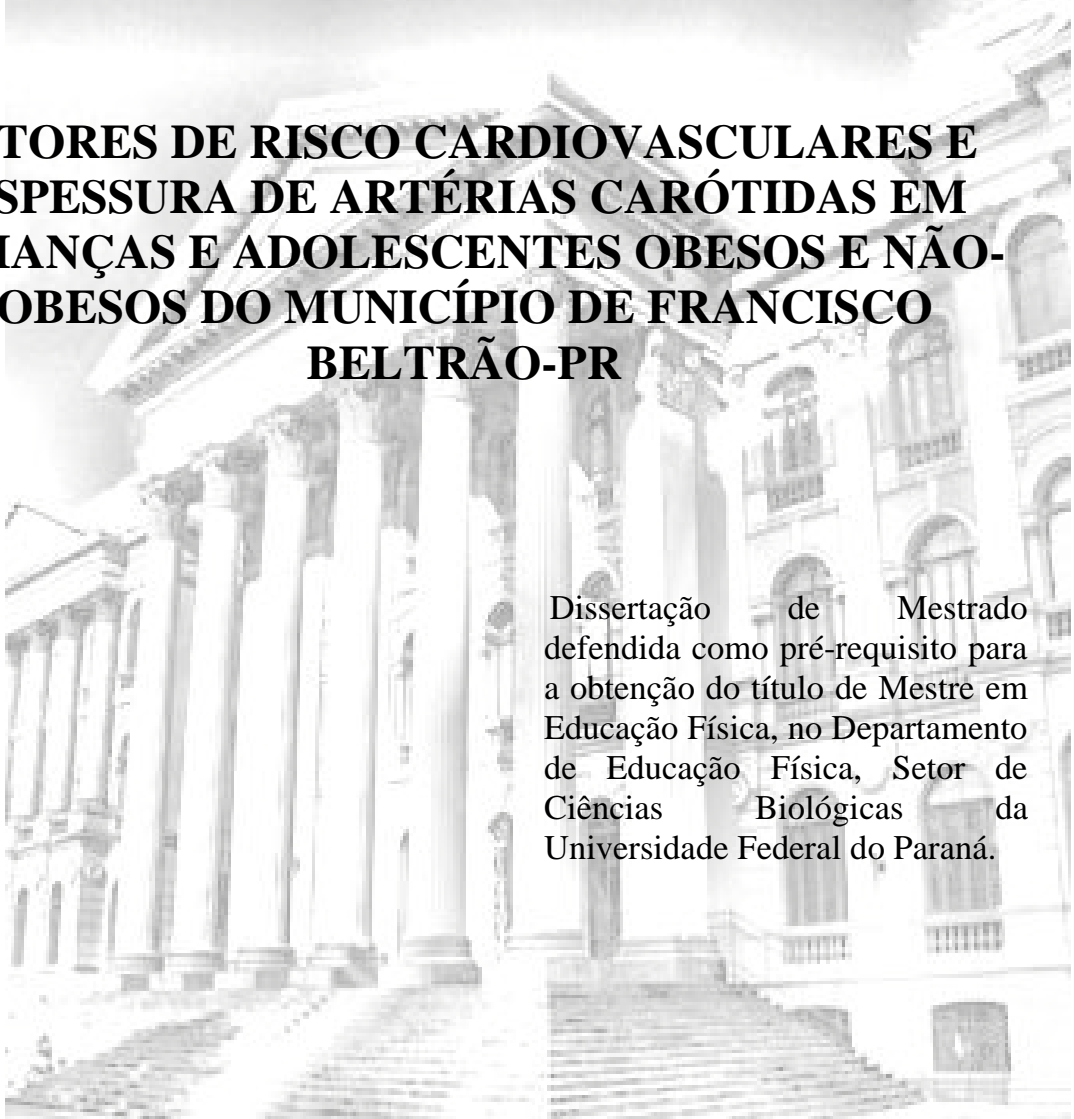 TORES DE RISCO CARDIOVASCULARES E
SPESSURA DE ARTÉRIAS CARÓTIDAS EM
IANÇAS E ADOLESCENTES OBESOS E NÃO-
OBESOS DO MUNICÍPIO DE FRANCISCO
BELTRÃO-PR
Dissertação de Mestrado
defendida como pré-requisito para
a obtenção do título de Mestre em
Educação Física, no Departamento
de Educação Física, Setor de
Ciências Biológicas da
Universidade Federal do Paraná.